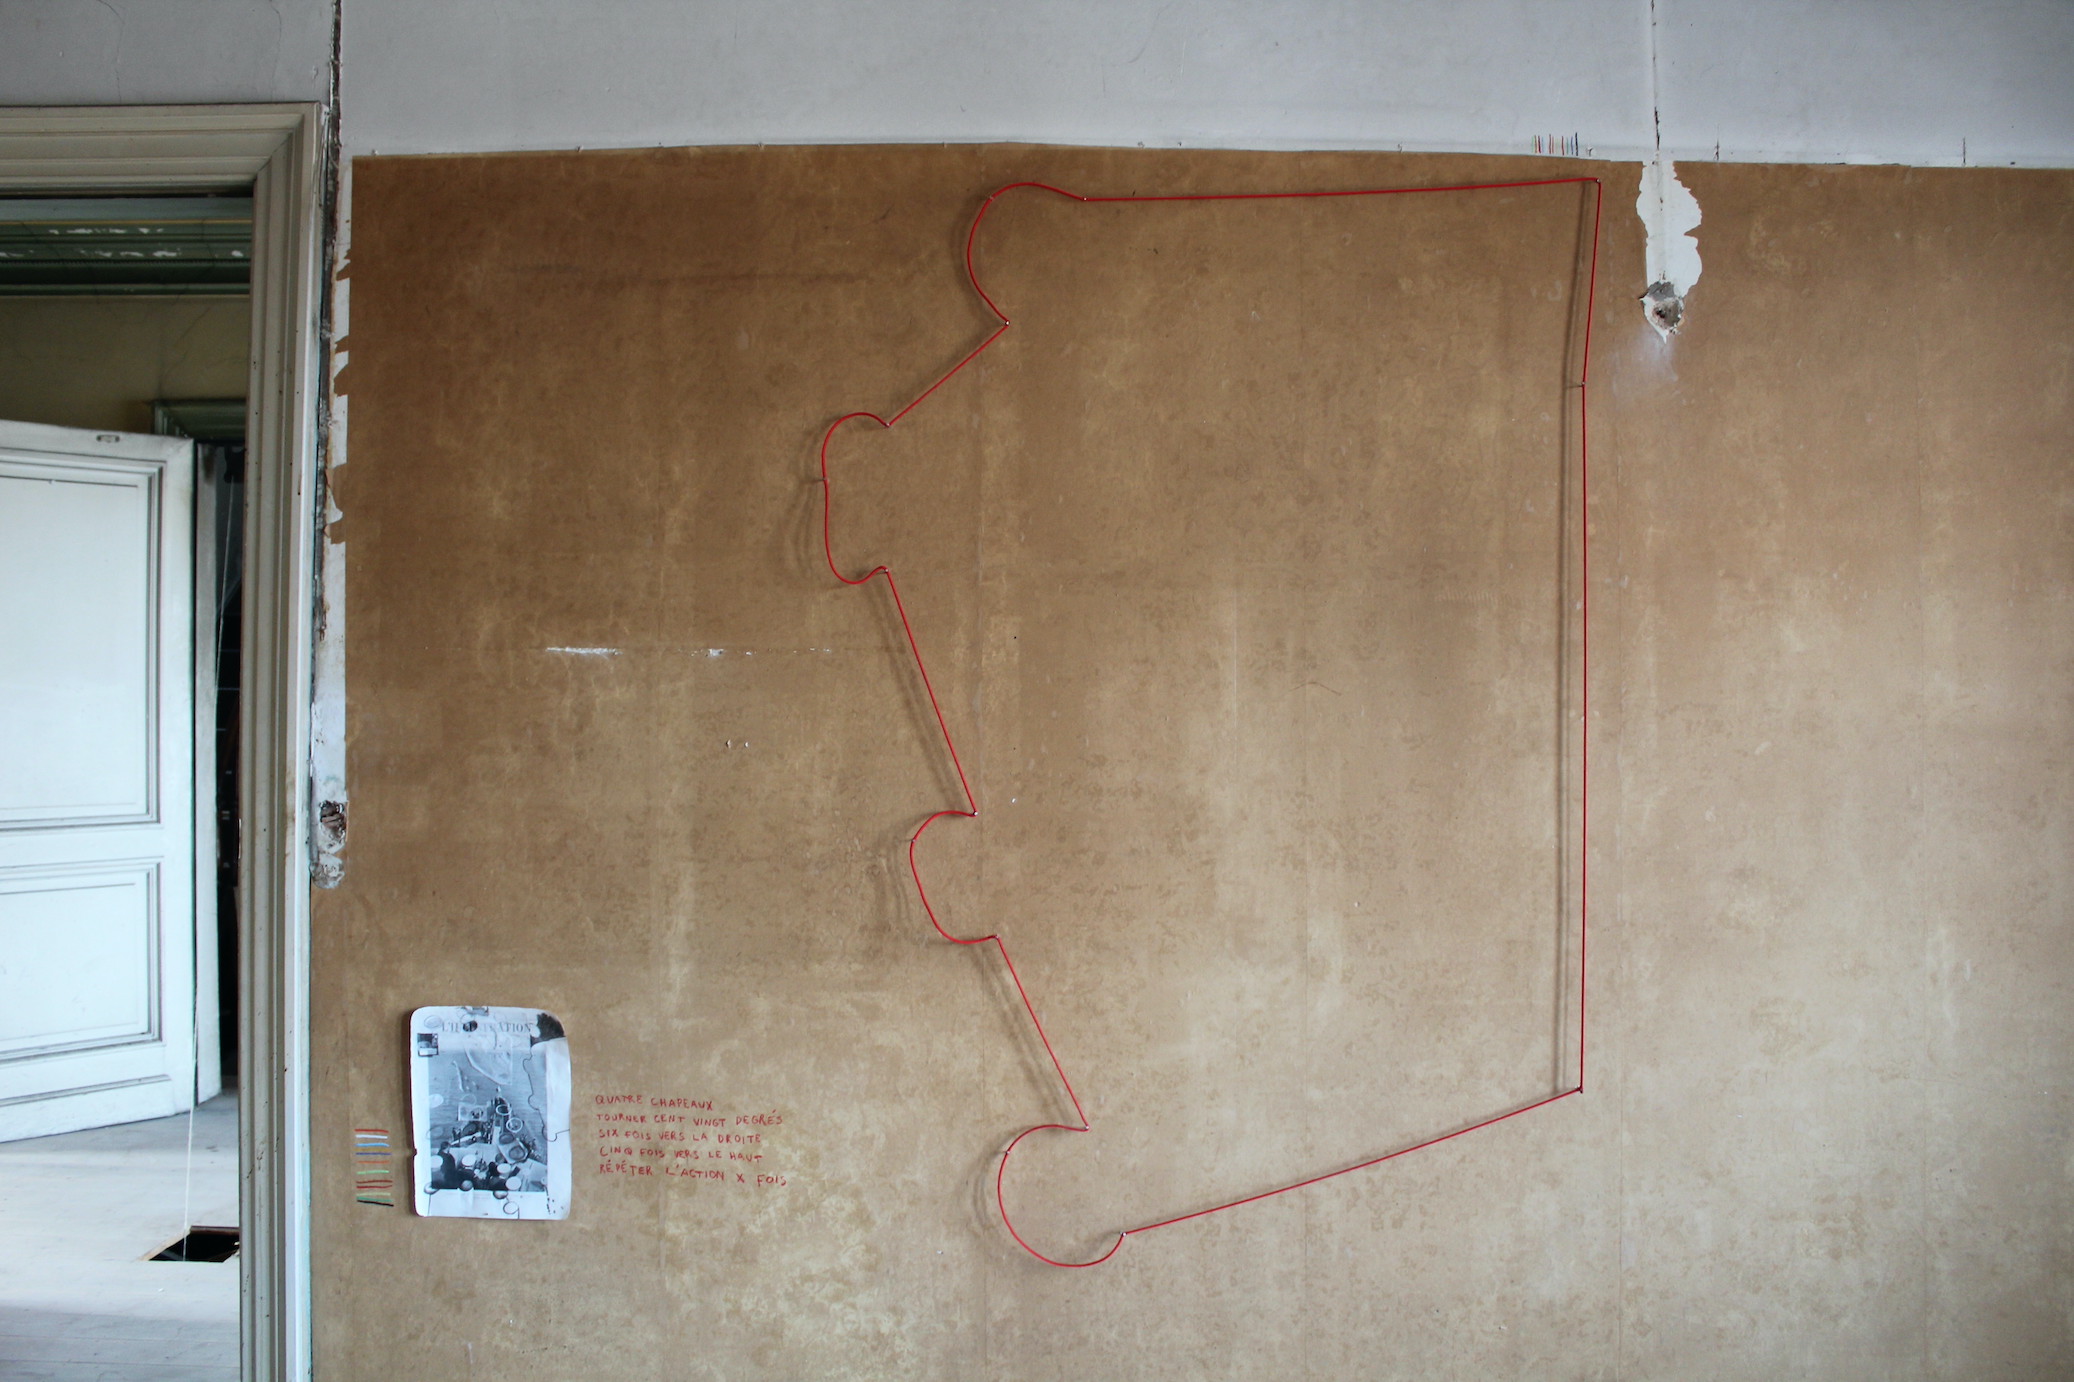 L'ILLUSTRATION
QUATRE CHAPEAUX
TOURNER CENT VINGT DEGRÉS
SIX FOIS VERS LA DROITE
CINQ FOIS VERS LE HAUT
RÉPÉTER L'ACTION X FOIS